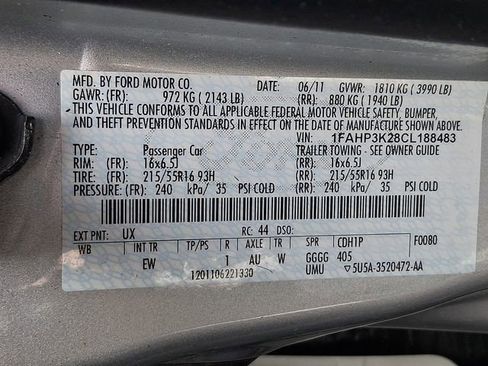 MFD. BY FORD MOTOR CO. DATE: 06/11 GVWR: 1810 KG ( 3990 LB)
GAWR: (FR): 972 KG ( 2143 LB) (RR): 880 KG ( 1940 LB)
THIS VEHICLE CONFORMS TO ALL APPLICABLE FEDERAL MOTOR VEHICLE SAFETY, BUMPER,
AND THEFT PREVENTION STANDARDS IN EFFECT ON THE DATE OF MANUFACTURE SHOWN ABOVE.
VIN: 1FAHP3K28CL188483
TYPE: Passenger Car TRAILER TOWING - SEE OWNER GUIDE
RIM: (FR) 16x6.5J (RR): 16x6.5J
TIRE: (FR) 215/55R16 93H (RR): 215/55R16 93H
PRESSURE: (FR) 240 kPa/ 35 PSI COLD (RR): 240 kPa/ 35 PSI COLD
EXT PNT: UX RC: 44 DSO:
WB INT TR TP/PS R AXLE TR SPR CDH1P F0080
EW 1 AU W GGGG 405
1201106221330 UMU ▽5U5A-3520472-AA